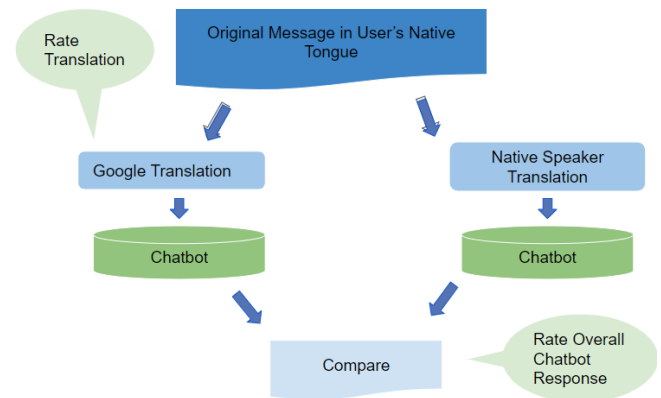 Rate
Translation
Original Message in User's Native
Tongue
Google Translation
Native Speaker
Translation
Chatbot
Chatbot
Compare
Rate Overall
Chatbot
Response